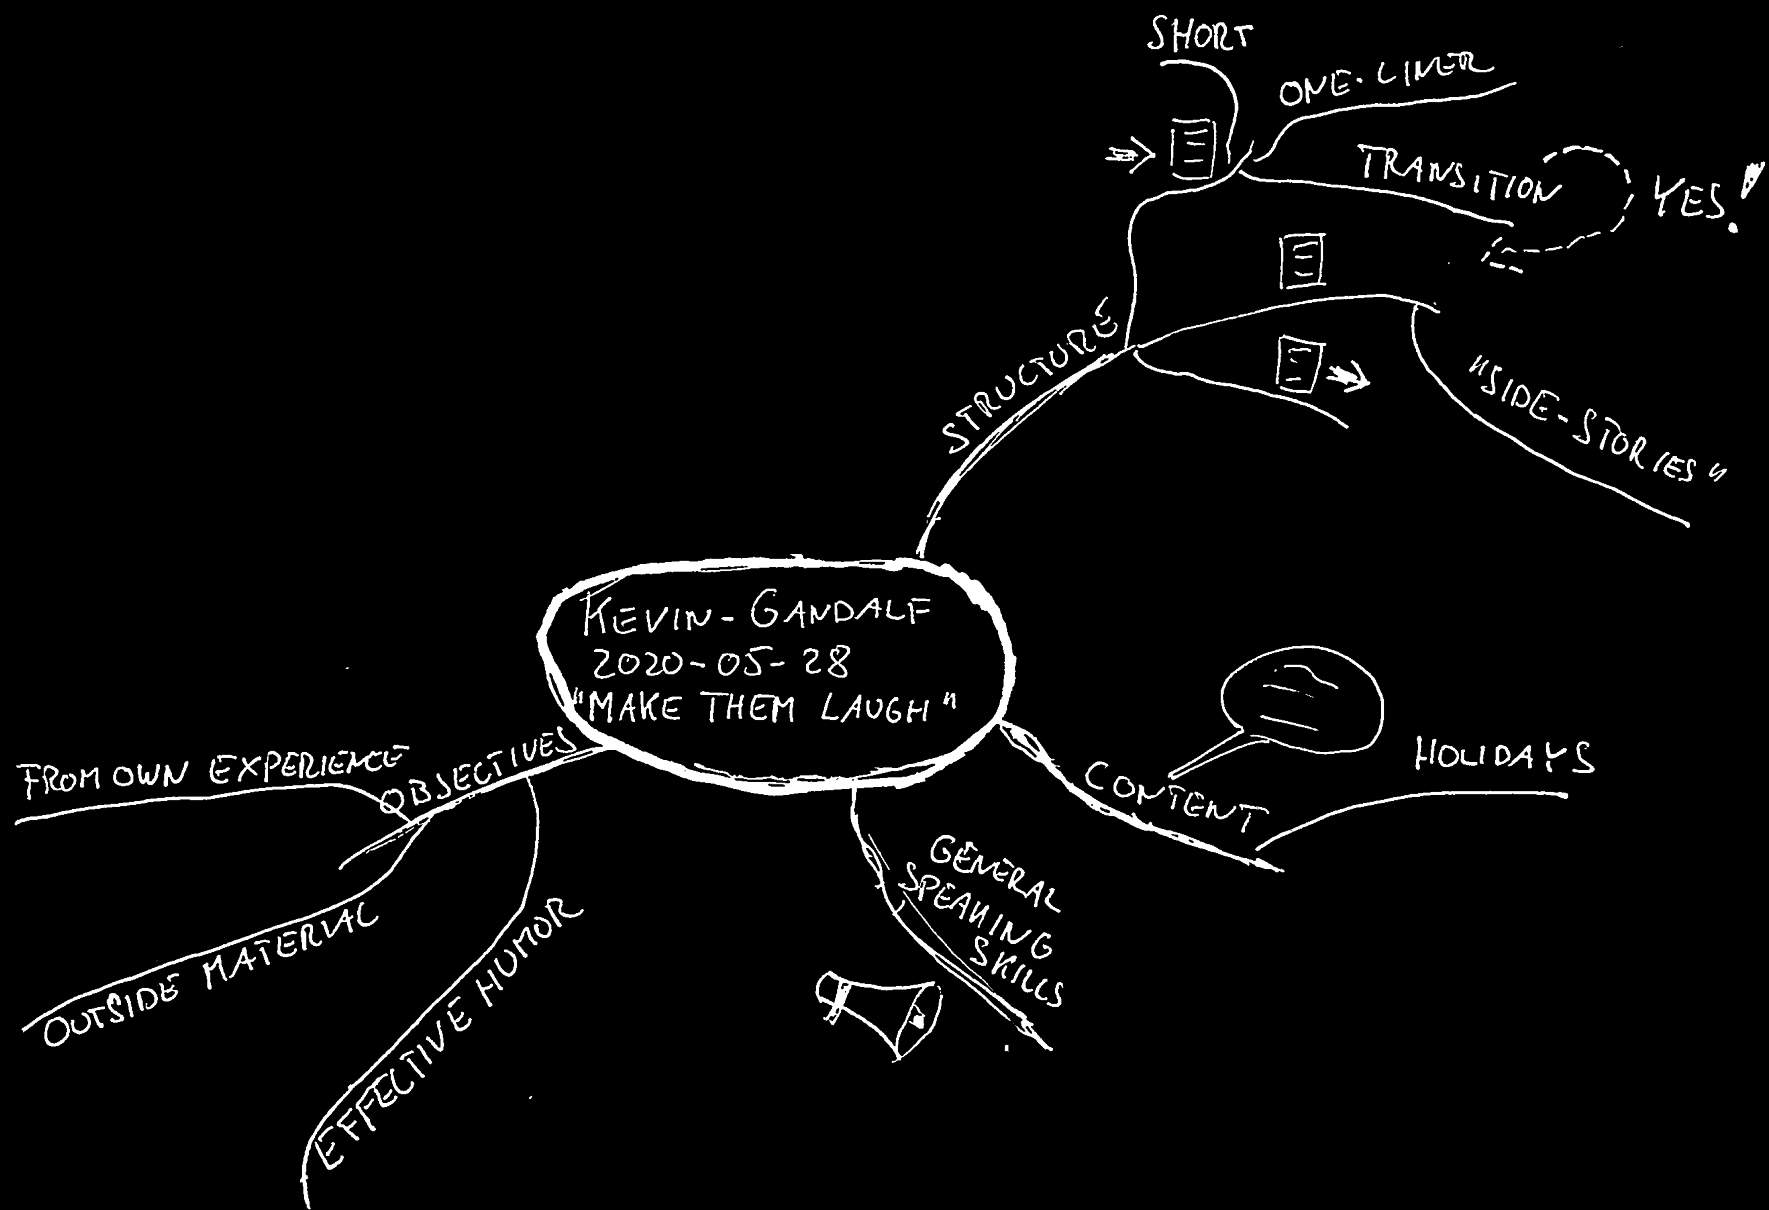 SHORT
ONE-LINER
TRANSITION
YES!
STRUCTURE
"SIDE-STORIES"
KEVIN-GANDALF
2020-05-28
"MAKE THEM LAUGH"
OBJECTIVES
FROM OWN EXPERIENCE
OUTSIDE MATERIAL
EFFECTIVE HUMOR
GENERAL
SPEAKING
SKILLS
CONTENT
HOLIDAYS